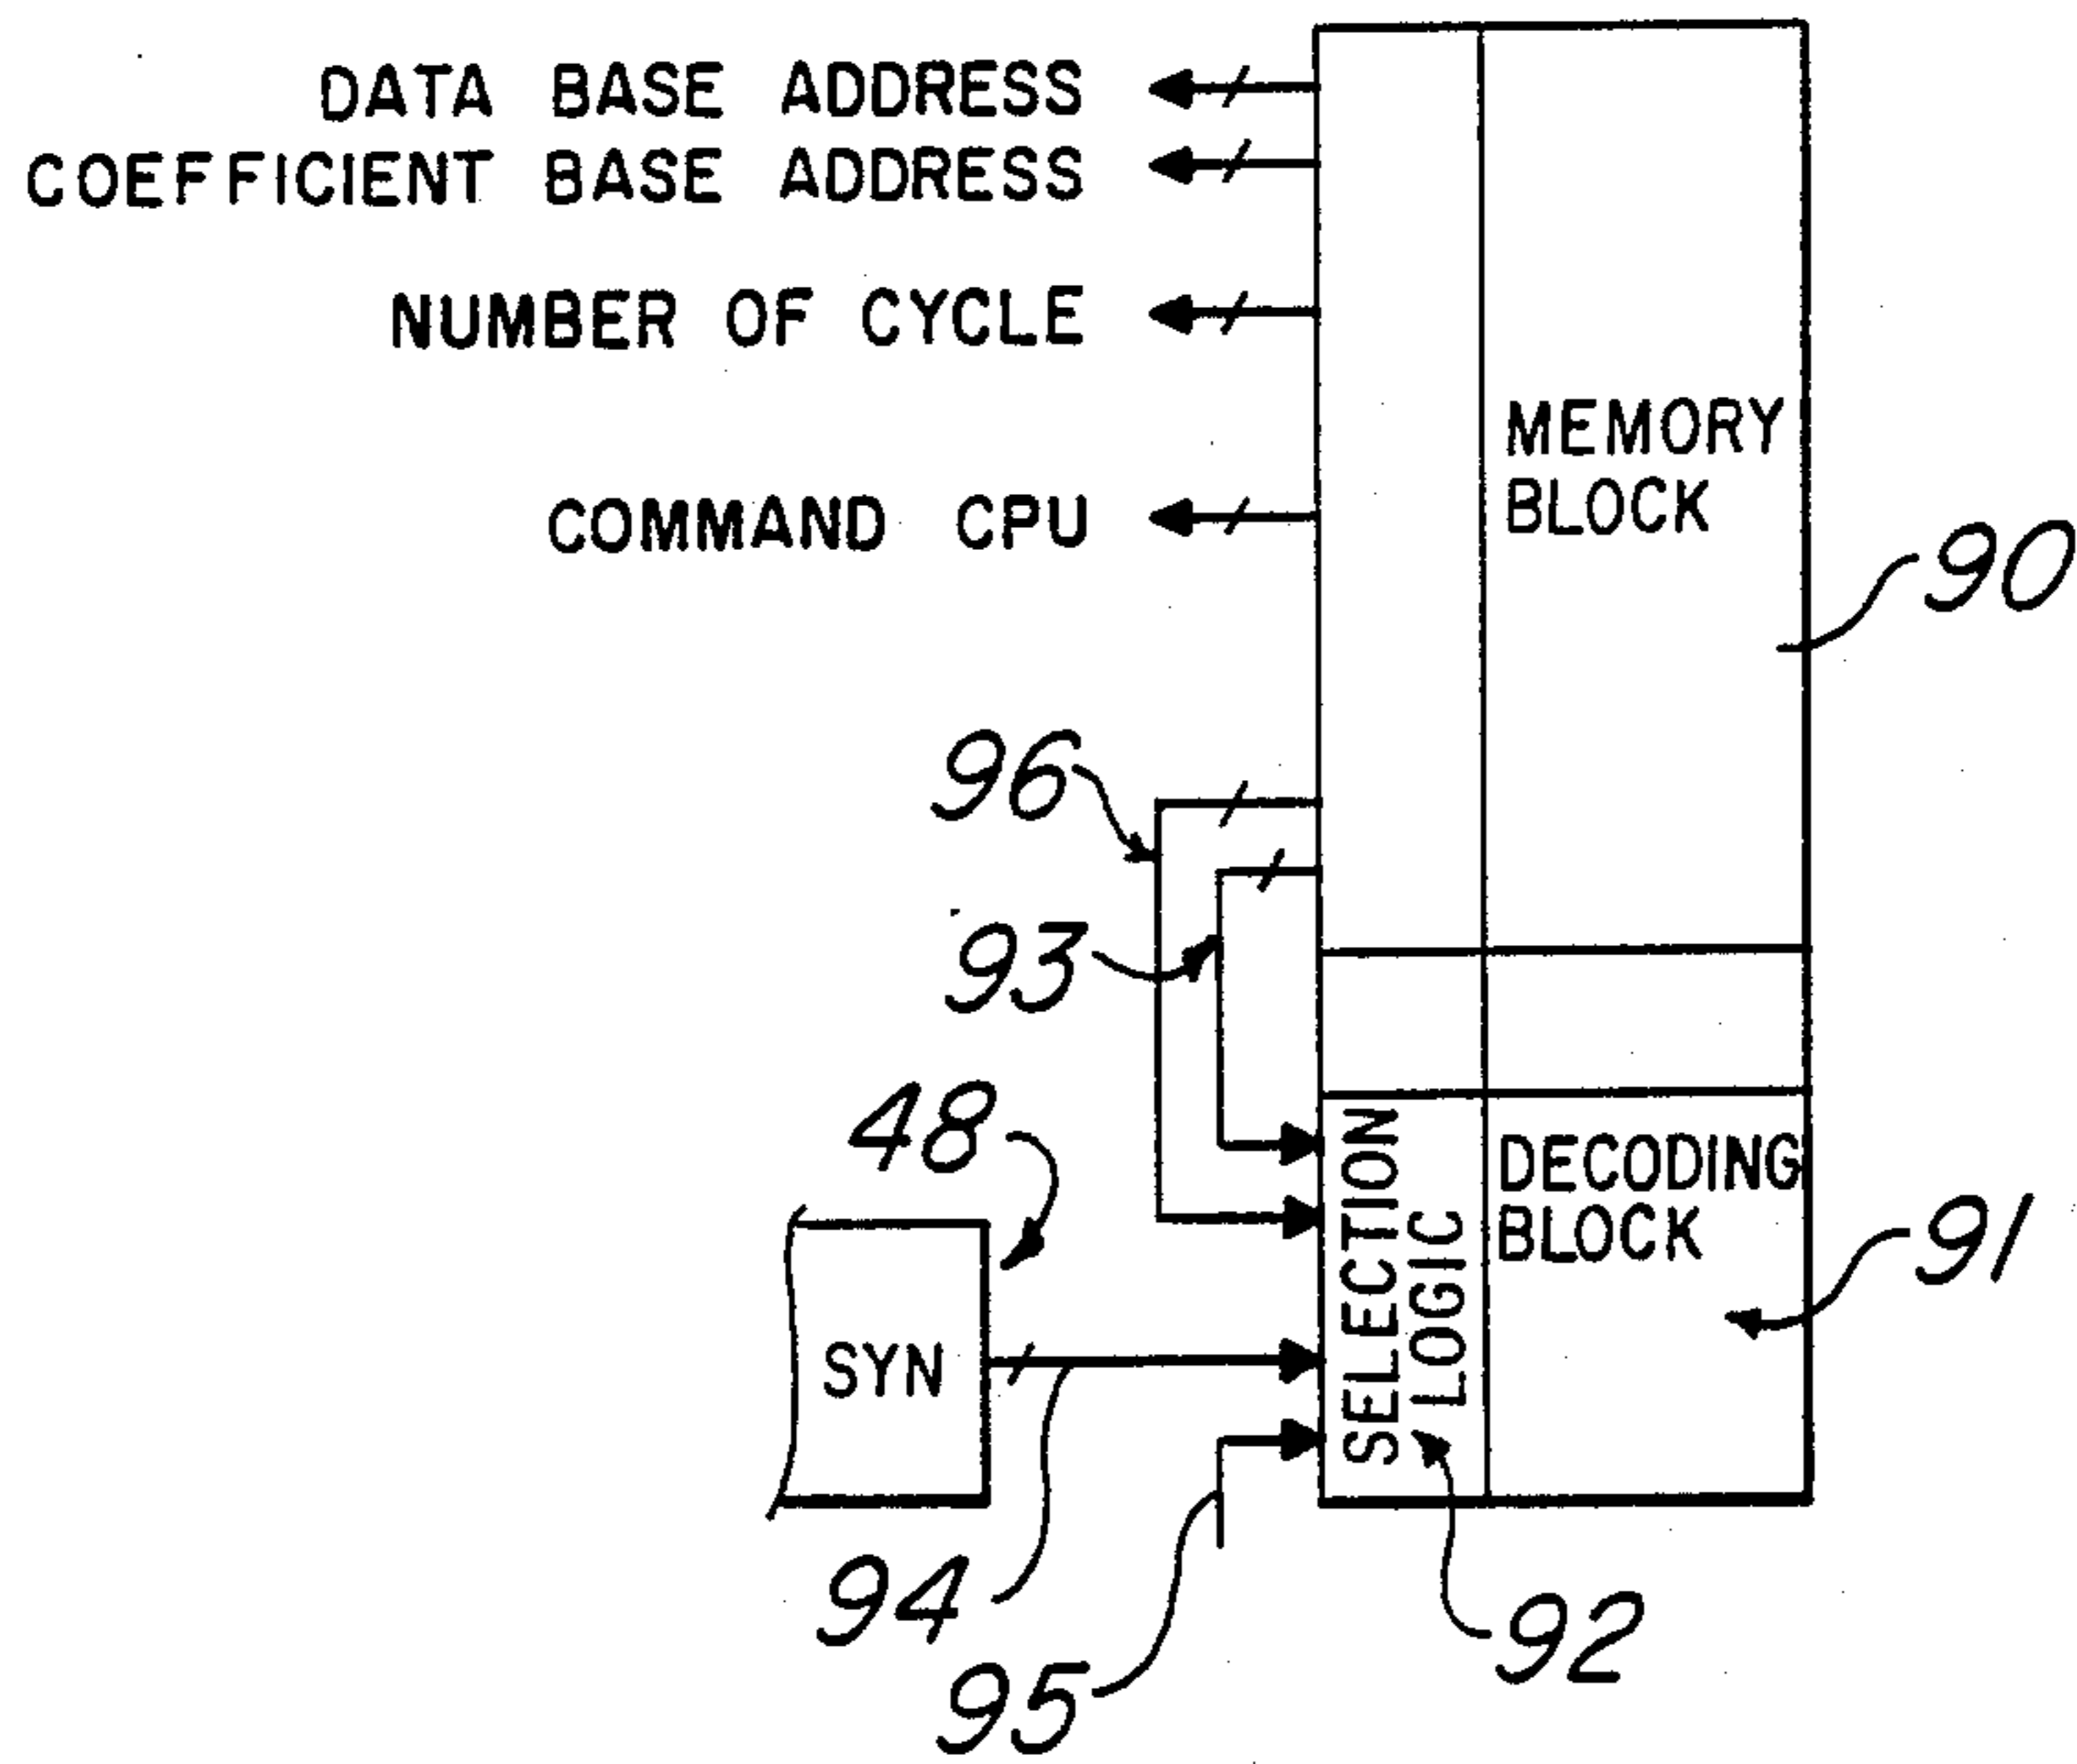 DATA BASE ADDRESS
COEFFICIENT BASE ADDRESS
NUMBER OF CYCLE
MEMORY
BLOCK
COMMAND CPU
90
96
93
48
SELECTION
LOGIC
DECODING
BLOCK
91
SYN
94
92
95